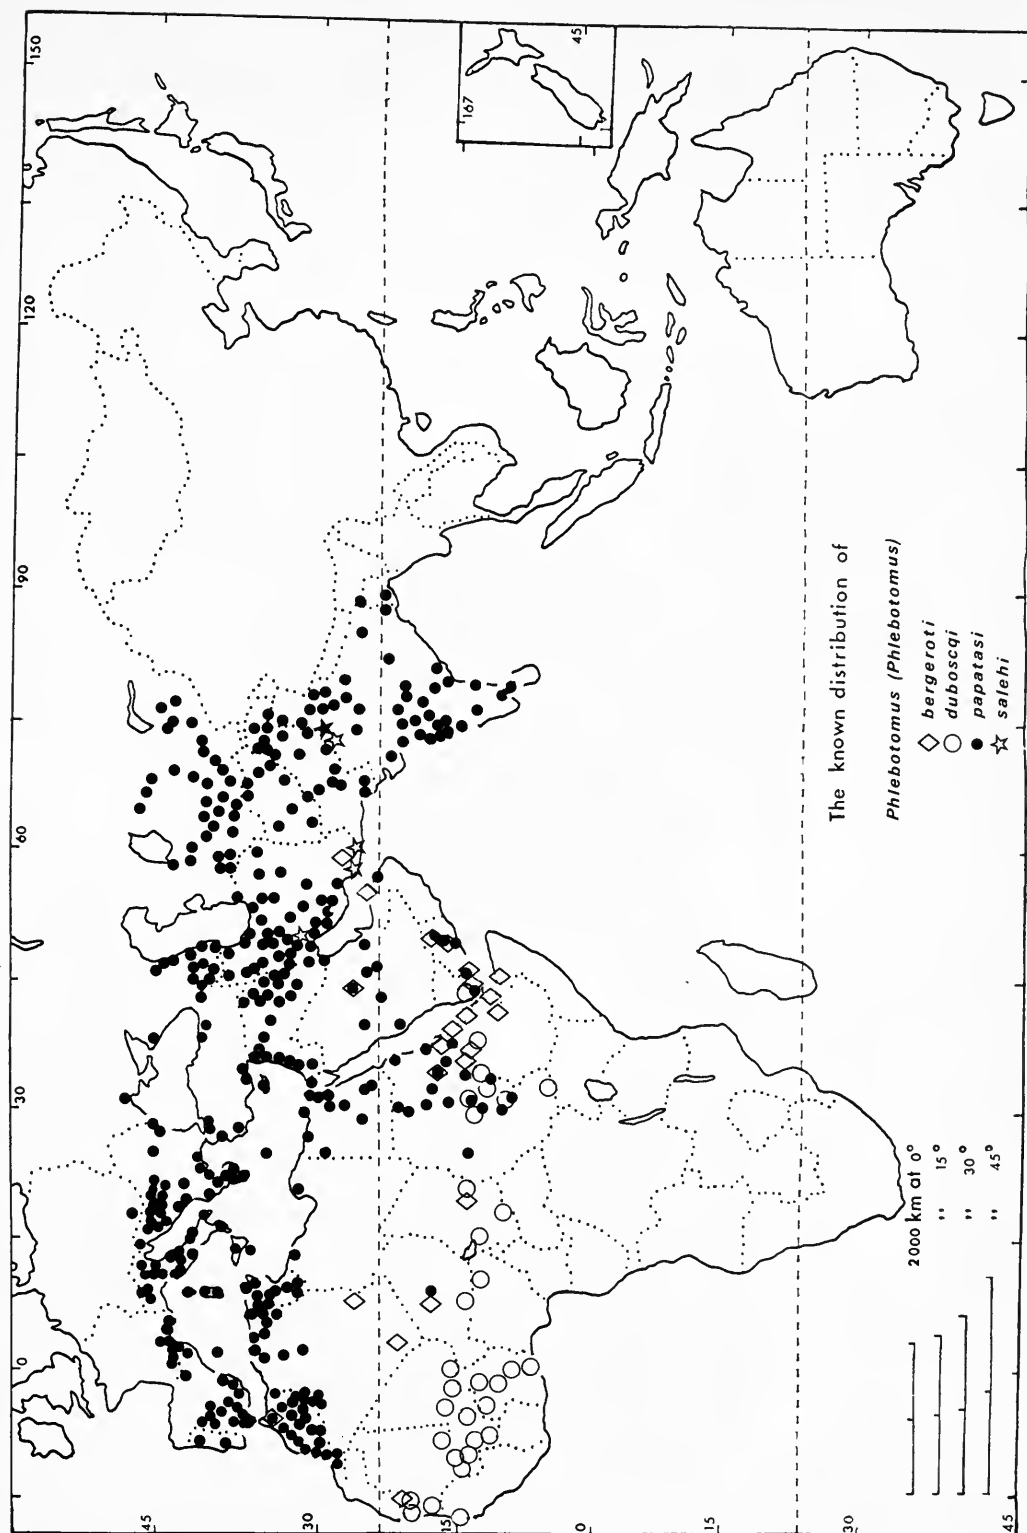 The known distribution of
Phlebotomus (Phlebotomus)
◇ bergeroti
○ duboscqi
● papatasi
☆ salehi
2000 km at 0°
,, 15°
,, 30°
,, 45°
0
30
60
90
120
150
45
30
15
0
15
30
45
167
45